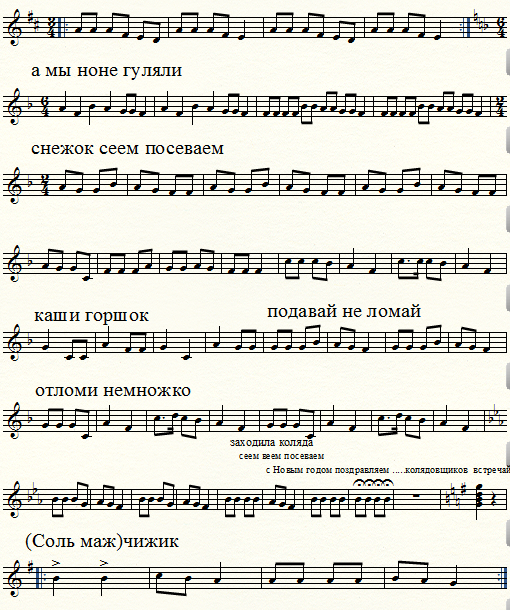 а мы ноне гуляли
снежок сеем посеваем
каши горшок
подавай не ломай
отломи немножко
заходила коляда
сеем веем посеваем
с Новым годом поздравляем .....колядовщиков встречай
(Соль маж)чижик